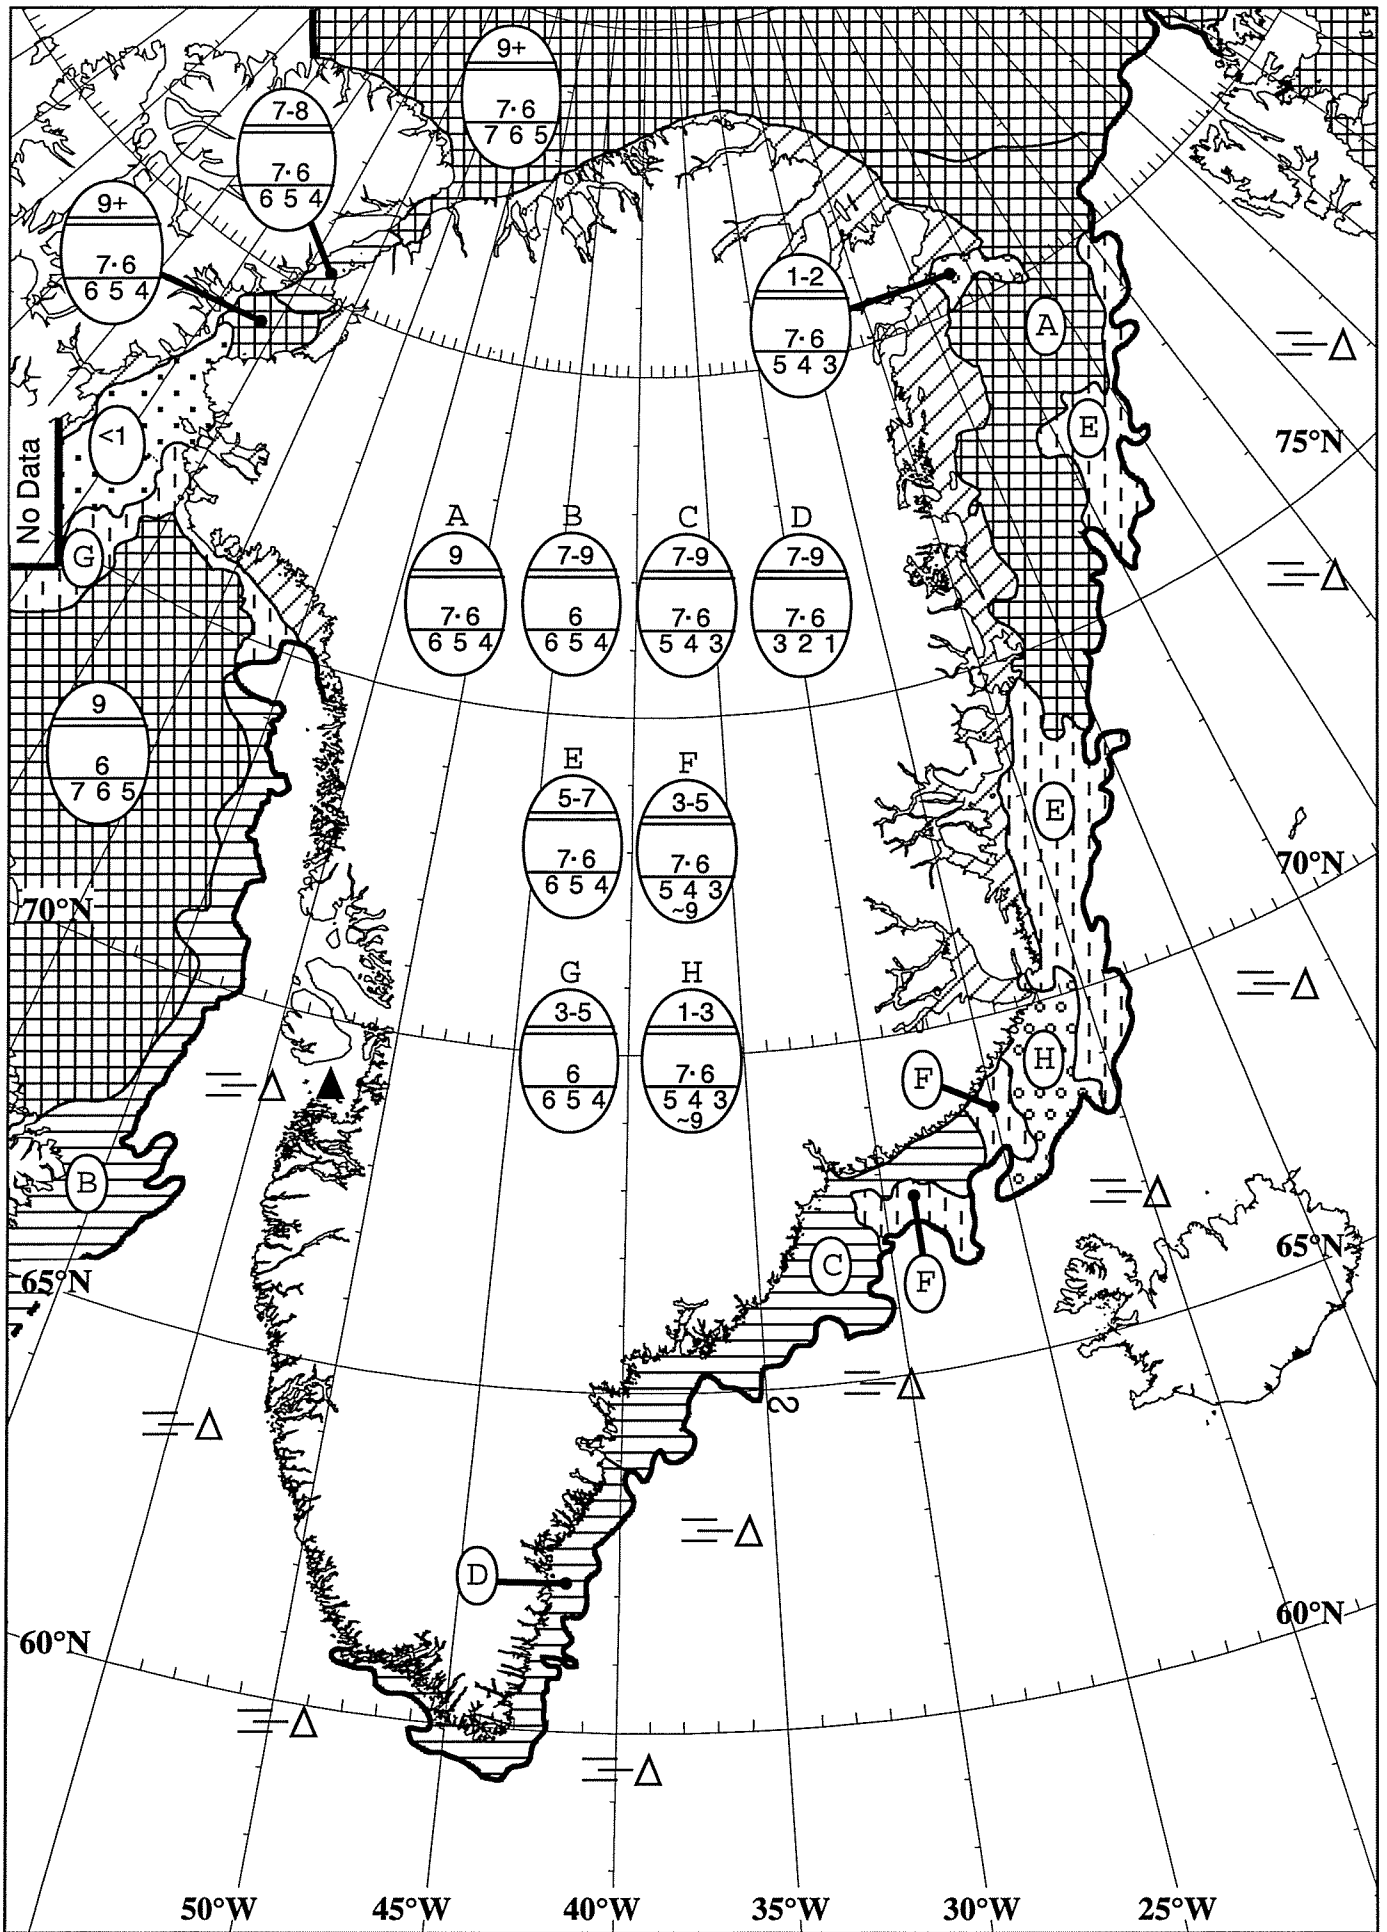 9+
7·6
7 6 5
7-8
7·6
6 5 4
9+
7·6
6 5 4
1-2
7·6
5 4 3
A
E
75°N
<1
No Data
G
A B C D
9 7-9 7-9 7-9
7·6 6 7·6 7·6
6 5 4 6 5 4 5 4 3 3 2 1
9
6
7 6 5
E F
5-7 3-5
7·6 7·6
6 5 4 5 4 3
~9
E
70°N
70°N
G H
3-5 1-3
6 7·6
6 5 4 5 4 3
~9
H
F
B
65°N
65°N
C
F
D
60°N
60°N
50°W 45°W 40°W 35°W 30°W 25°W